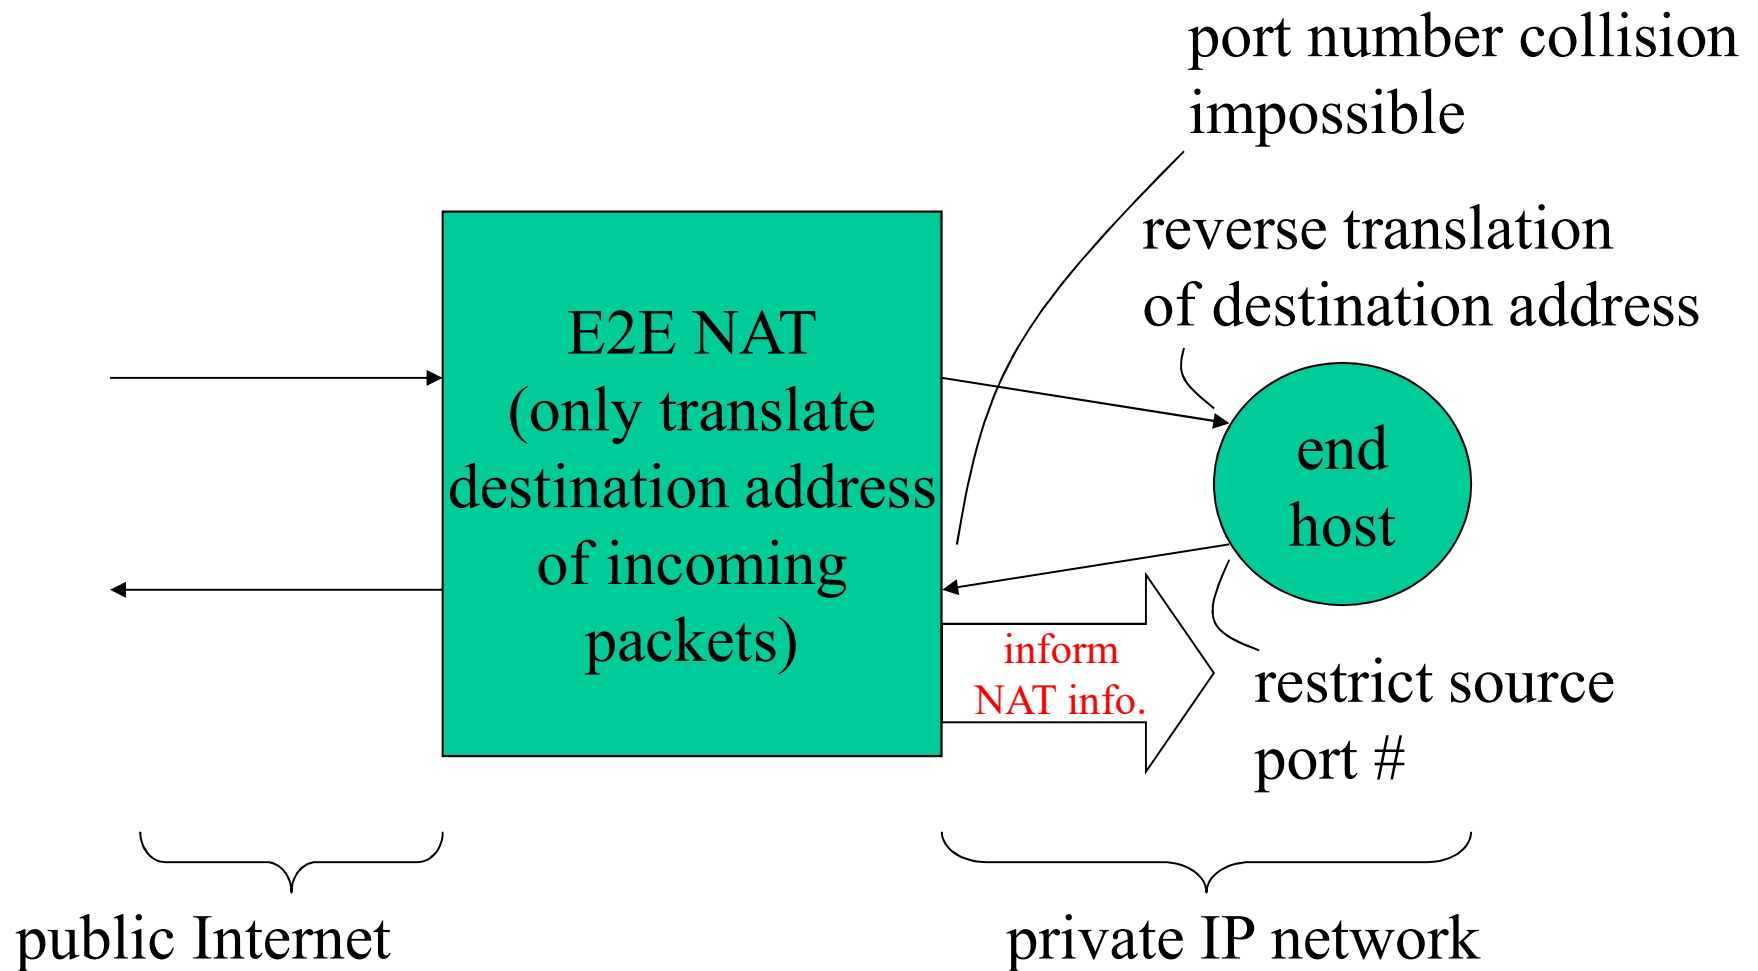 port number collision
impossible
reverse translation
of destination address
E2E NAT
(only translate
destination address
of incoming
packets)
end
host
inform
NAT info.
restrict source
port #
public Internet
private IP network